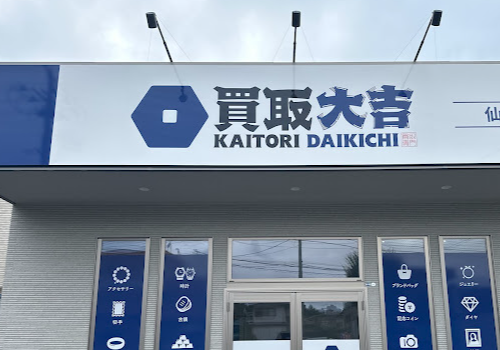 買取大吉
KAITORI DAIKICHI
仙
アクセサリー
時計
ブランドバッグ
ジュエリー
切手
古銭
記念コイン
ダイヤ